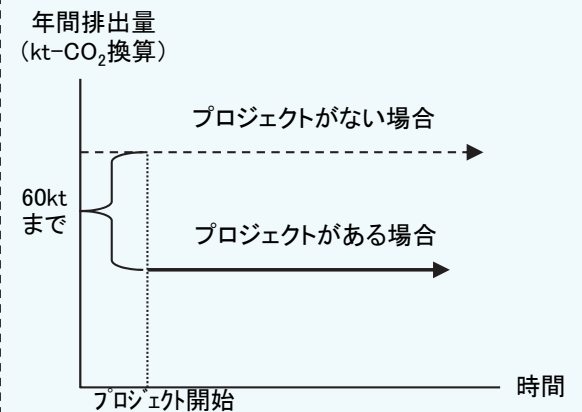 年間排出量
（kt-CO₂換算）
プロジェクトがない場合
60kt
まで
プロジェクトがある場合
時間
プロジェクト開始